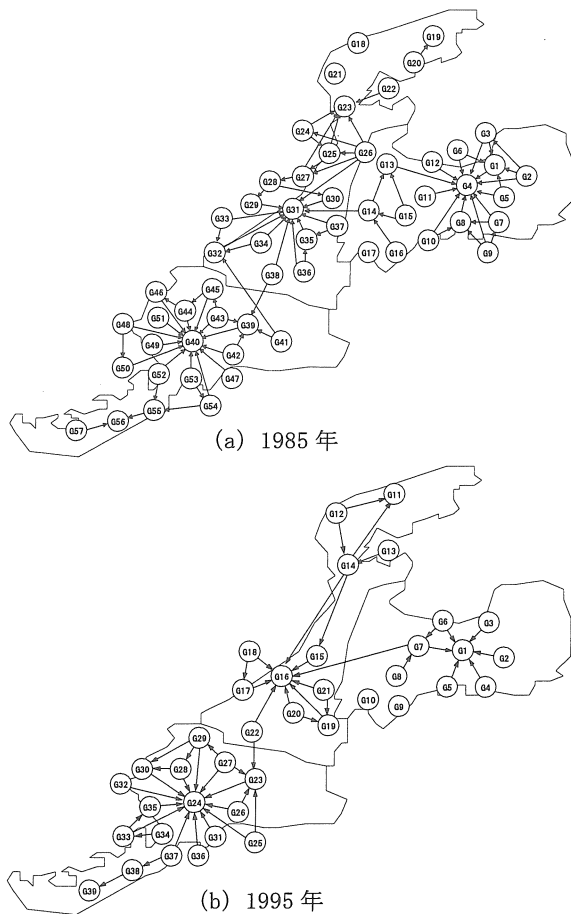 G19
G18
G20
G21
G22
G23
G24
G3
G25
G26
G6
G13
G12
G1
G27
G2
G28
G4
G11
G5
G29
G30
G31
G14
G15
G33
G37
G8
G7
G35
G34
G10
G32
G17
G16
G9
G38
G36
G46
G45
G44
G51
G43
G48
G39
G49
G40
G41
G42
G50
G52
G53
G47
G55
G54
G56
G57
(a) 1985 年
G11
G12
G13
G14
G6
G3
G18
G15
G7
G1
G2
G16
G8
G17
G21
G5
G4
G10
G20
G9
G19
G22
G29
G30
G28
G27
G23
G32
G24
G35
G26
G33
G34
G31
G25
G37
G36
G38
G39
(b) 1995 年